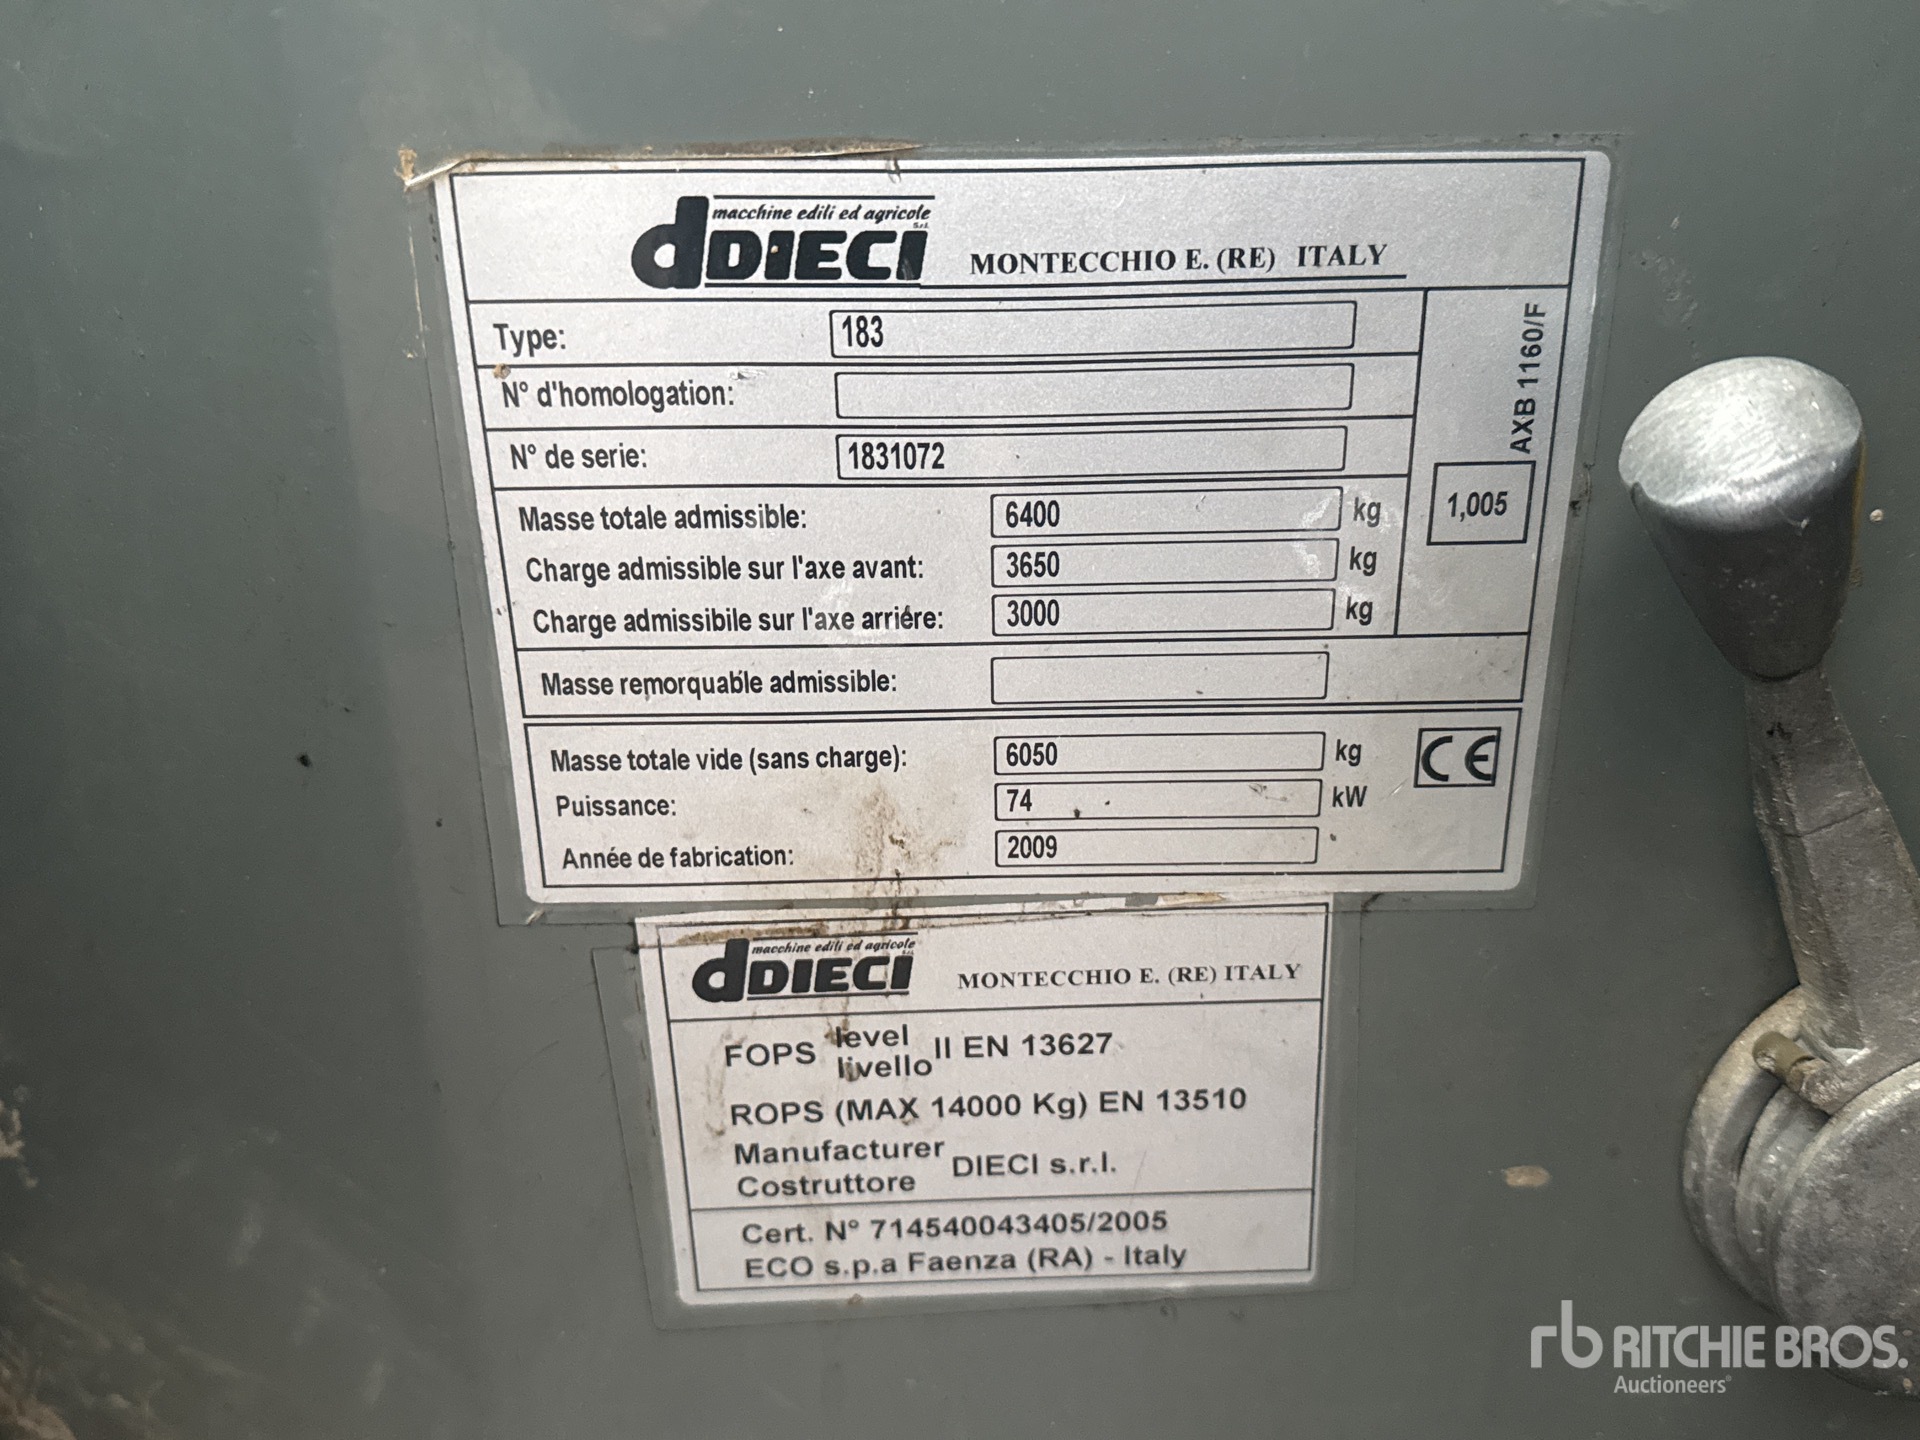 macchine edili ed agricole
dDIECI S.r.l. MONTECCHIO E. (RE) ITALY
Type: 183
N° d'homologation:
N° de serie: 1831072
Masse totale admissible: 6400 kg
Charge admissible sur l'axe avant: 3650 kg
Charge admissibile sur l'axe arriére: 3000 kg
AXB 1160/F
1,005
Masse remorquable admissible:
Masse totale vide (sans charge): 6050 kg
CE
Puissance: 74 kW
Année de fabrication: 2009
macchine edili ed agricole
dDIECI S.r.l. MONTECCHIO E. (RE) ITALY
FOPS level livello II EN 13627
ROPS (MAX 14000 Kg) EN 13510
Manufacturer
Costruttore DIECI s.r.l.
Cert. N° 714540043405/2005
ECO s.p.a Faenza (RA) - Italy
rb RITCHIE BROS.
Auctioneers